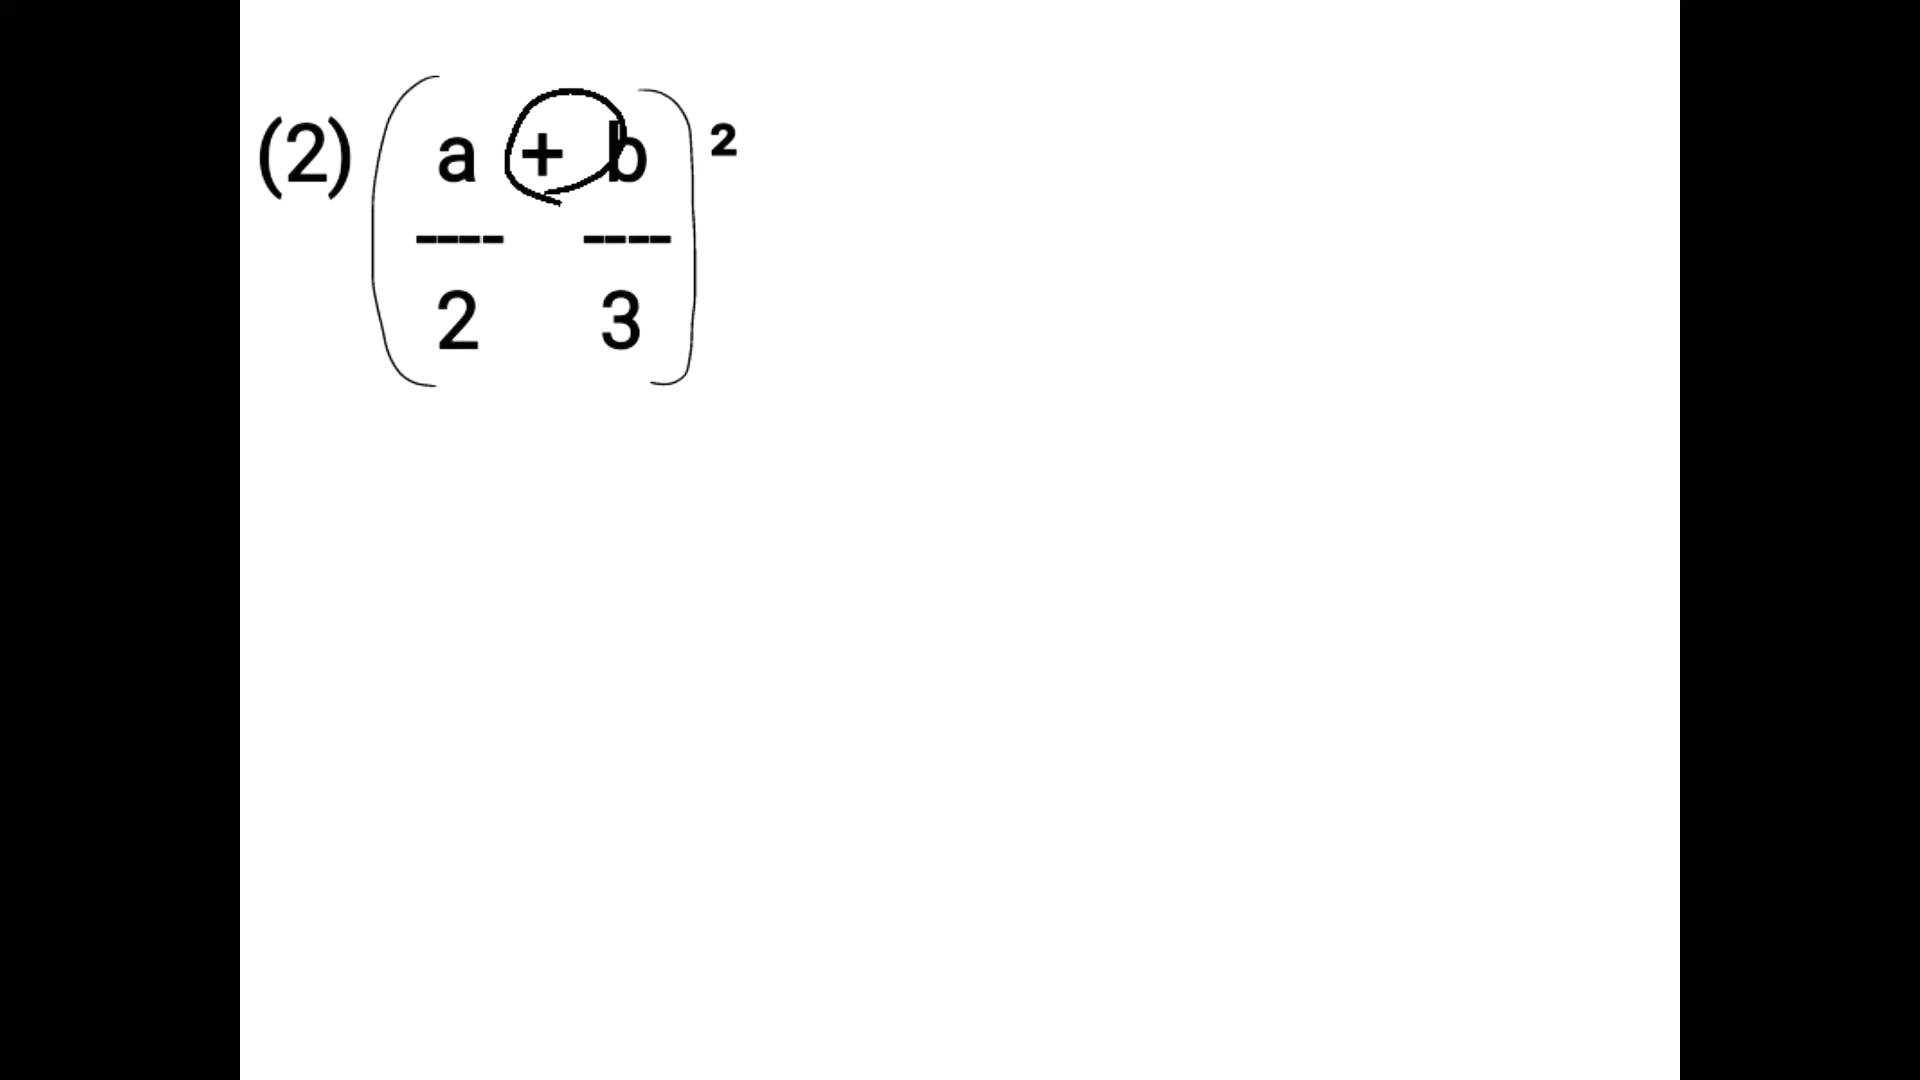 (2) ( a + b )²
---- ----
2 3